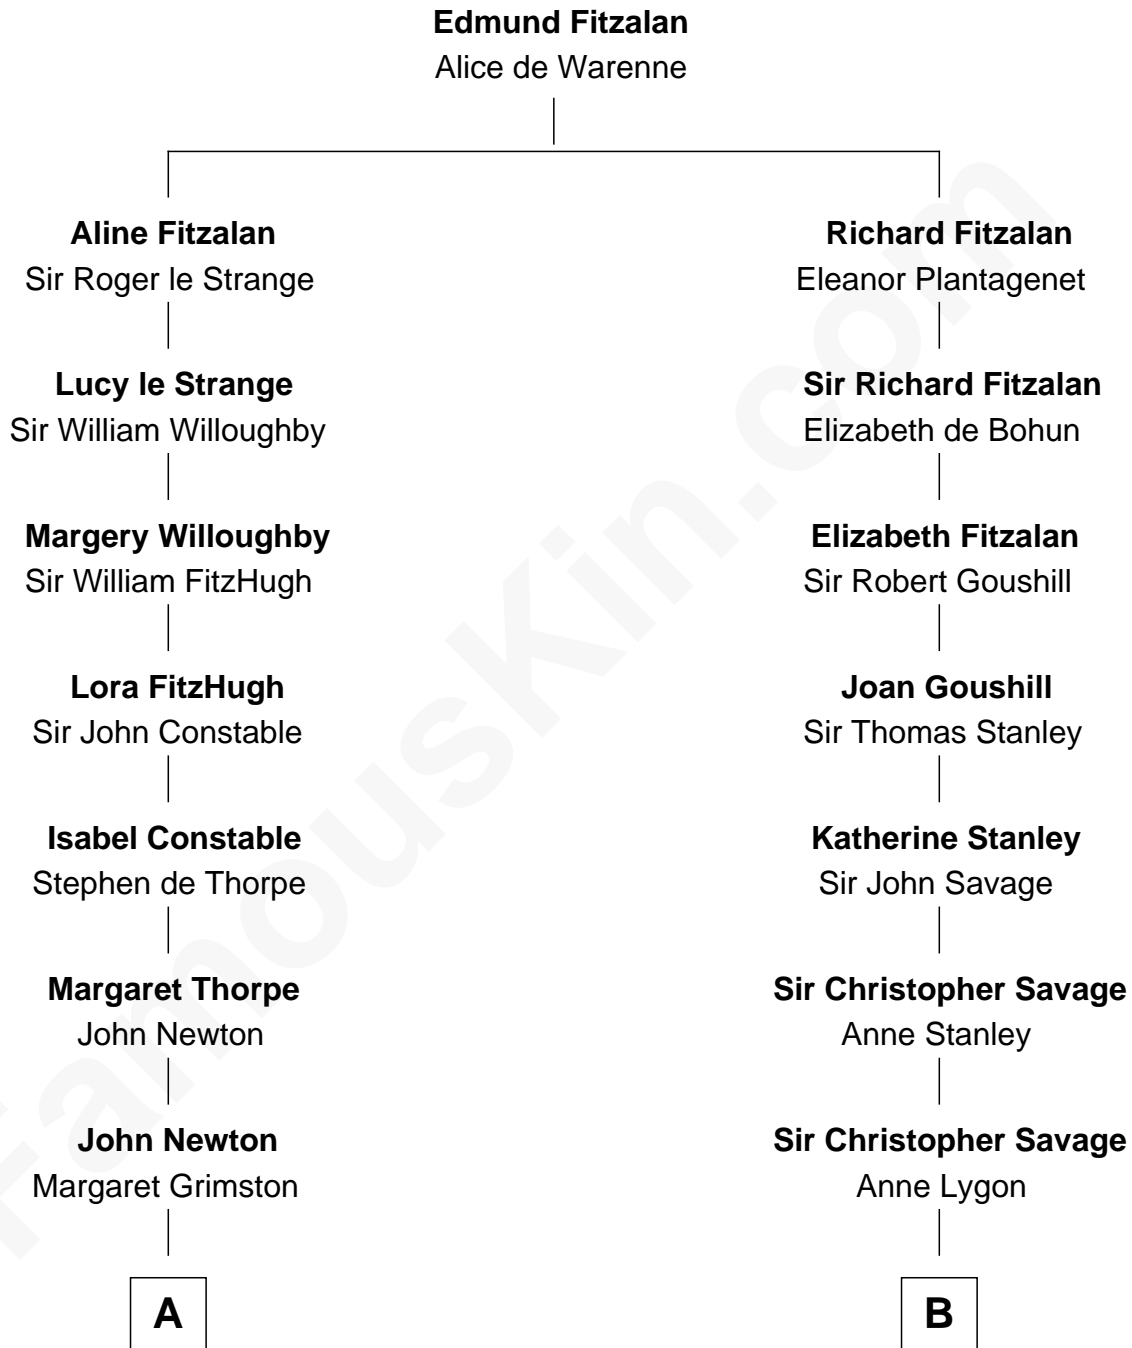 Edmund Fitzalan
Alice de Warenne
Aline Fitzalan
Sir Roger le Strange
Richard Fitzalan
Eleanor Plantagenet
Lucy le Strange
Sir William Willoughby
Sir Richard Fitzalan
Elizabeth de Bohun
Margery Willoughby
Sir William FitzHugh
Elizabeth Fitzalan
Sir Robert Goushill
Lora FitzHugh
Sir John Constable
Joan Goushill
Sir Thomas Stanley
Isabel Constable
Stephen de Thorpe
Katherine Stanley
Sir John Savage
Margaret Thorpe
John Newton
Sir Christopher Savage
Anne Stanley
John Newton
Margaret Grimston
Sir Christopher Savage
Anne Lygon
A
B
FamousKin.com